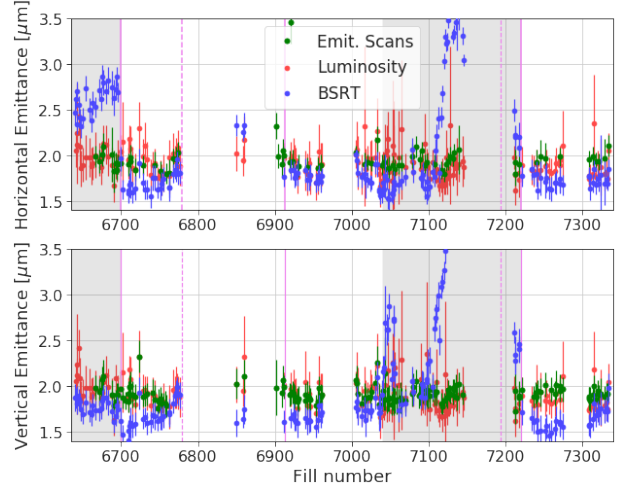 3.5
3.0
2.5
2.0
1.5
Horizontal Emittance [μm]
Emit. Scans
Luminosity
BSRT
6700 6800 6900 7000 7100 7200 7300
3.5
3.0
2.5
2.0
1.5
Vertical Emittance [μm]
6700 6800 6900 7000 7100 7200 7300
Fill number